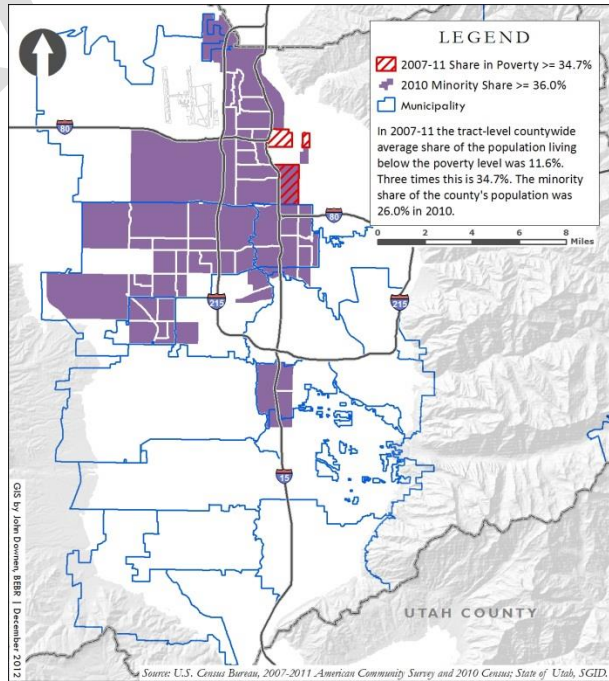 LEGEND
2007-11 Share in Poverty >= 34.7%
2010 Minority Share >= 36.0%
Municipality
In 2007-11 the tract-level countywide
average share of the population living
below the poverty level was 11.6%.
Three times this is 34.7%. The minority
share of the county's population was
26.0% in 2010.
0 2 4 6 8
Miles
80
80
215
215
15
UTAH COUNTY
GIS by John Downen, BEBR | December 2012
Source: U.S. Census Bureau, 2007-2011 American Community Survey and 2010 Census; State of Utah, SGID.